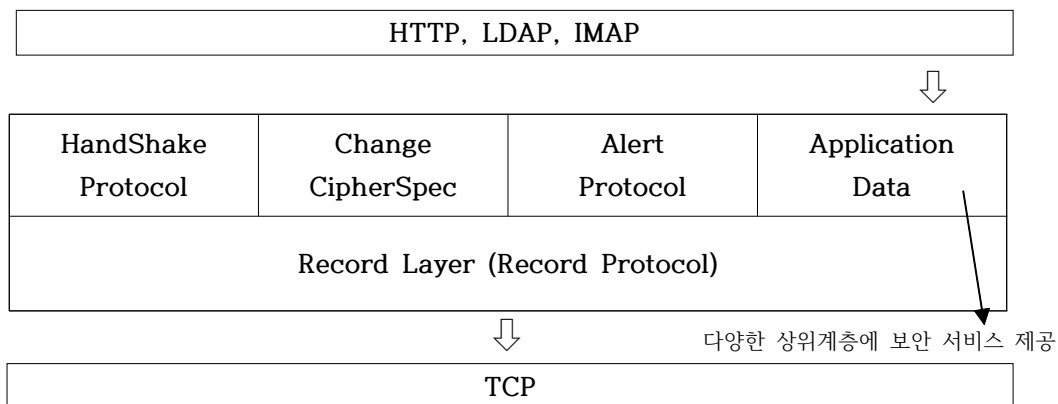 HTTP, LDAP, IMAP
HandShake
Protocol
Change
CipherSpec
Alert
Protocol
Application
Data
Record Layer (Record Protocol)
다양한 상위계층에 보안 서비스 제공
TCP